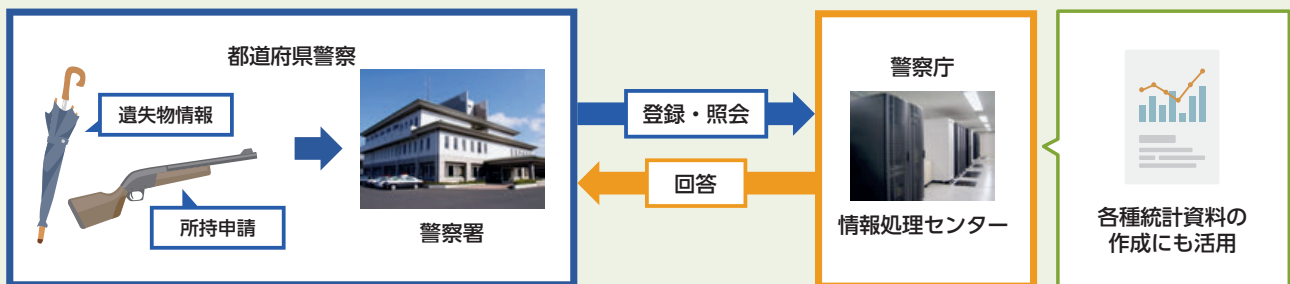 都道府県警察
遺失物情報
所持申請
警察署
登録・照会
回答
警察庁
情報処理センター
各種統計資料の
作成にも活用